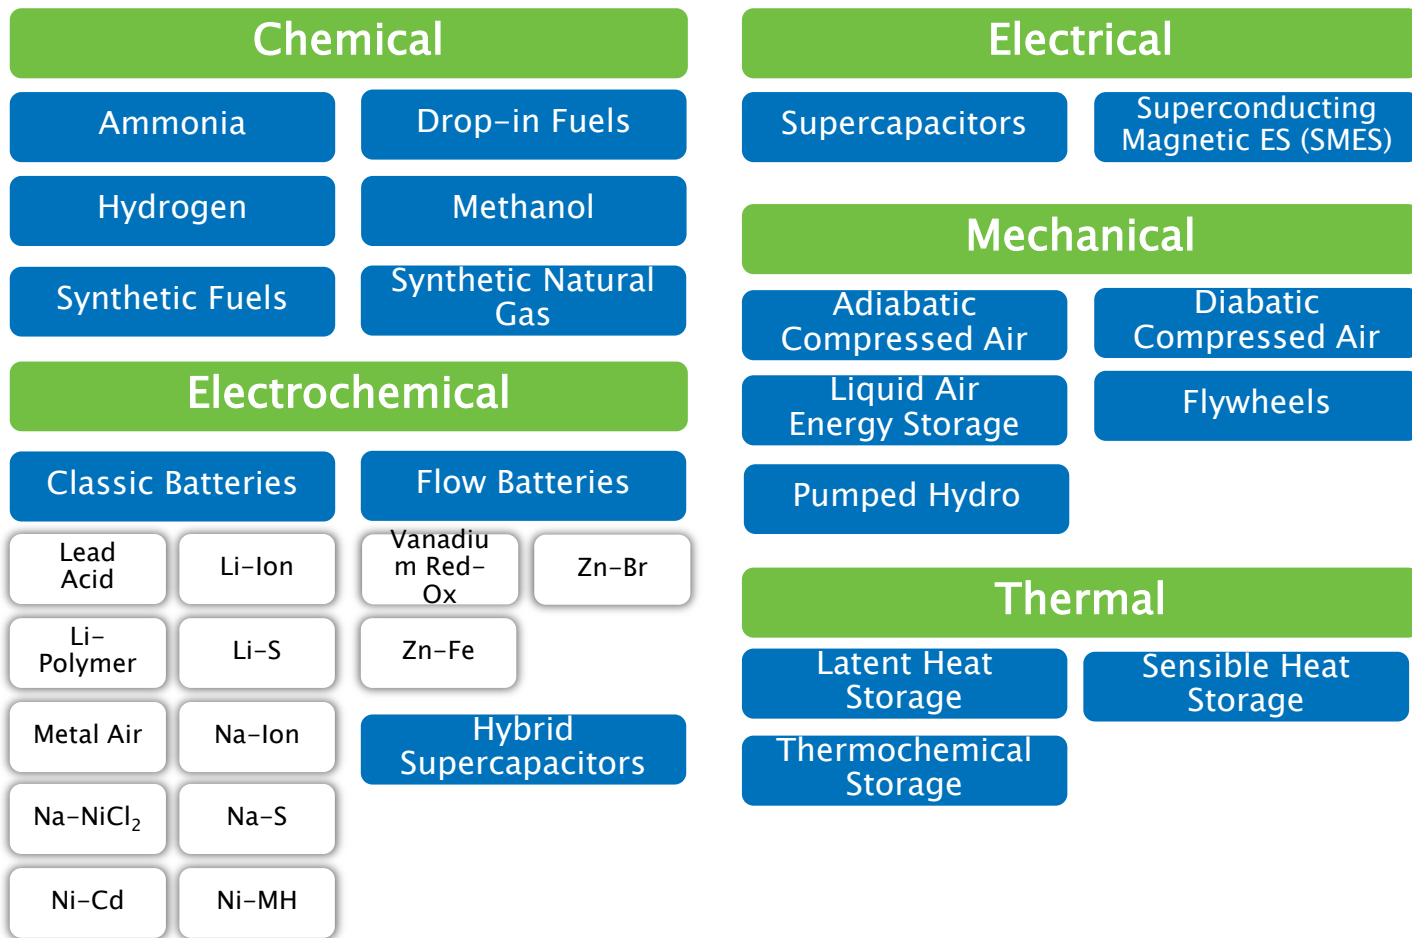 Chemical
Ammonia
Drop-in Fuels
Hydrogen
Methanol
Synthetic Fuels
Synthetic Natural
Gas
Electrochemical
Classic Batteries
Flow Batteries
Lead
Acid
Li-Ion
Vanadiu
m Red-
Ox
Zn-Br
Li-
Polymer
Li-S
Zn-Fe
Metal Air
Na-Ion
Hybrid
Supercapacitors
Na-NiCl₂
Na-S
Ni-Cd
Ni-MH
Electrical
Supercapacitors
Superconducting
Magnetic ES (SMES)
Mechanical
Adiabatic
Compressed Air
Diabatic
Compressed Air
Liquid Air
Energy Storage
Flywheels
Pumped Hydro
Thermal
Latent Heat
Storage
Sensible Heat
Storage
Thermochemical
Storage